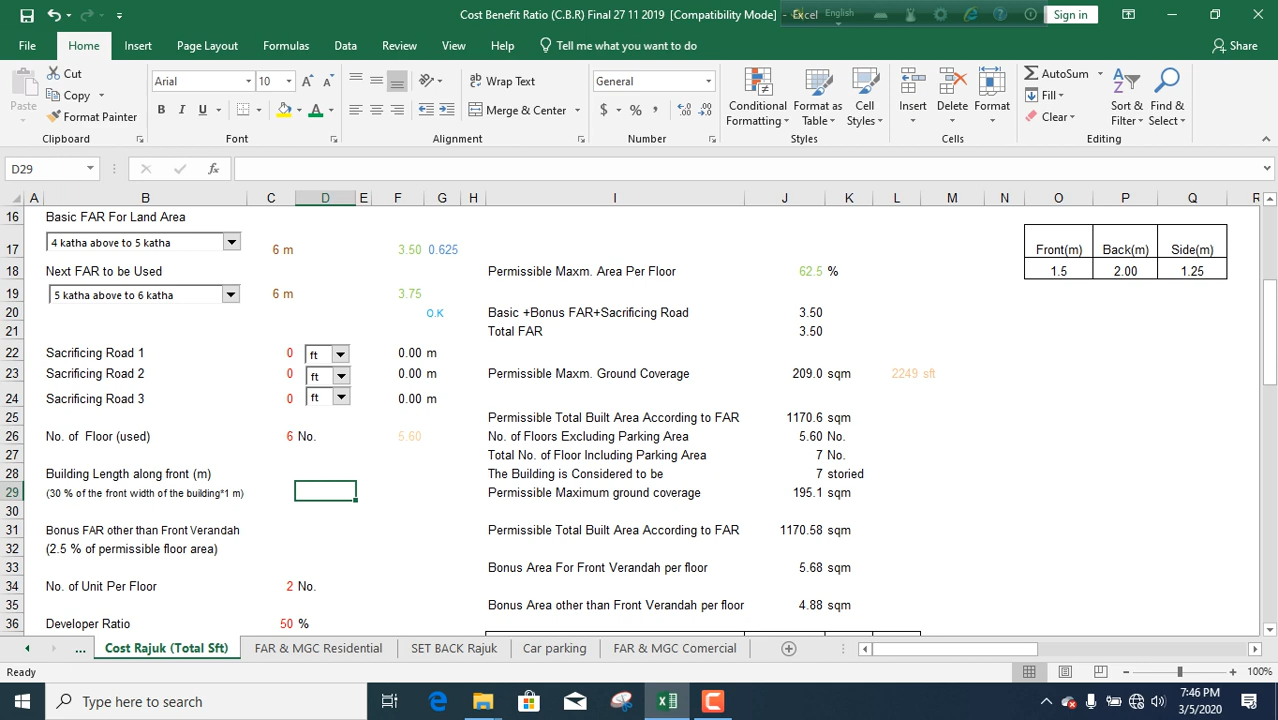 Cost Benefit Ratio (C.B.R) Final 27 11 2019 [Compatibility Mode] - Excel English Sign in
File Home Insert Page Layout Formulas Data Review View Help Tell me what you want to do Share
Paste Cut Copy Format Painter
Arial 10
B I U
Wrap Text
Merge & Center
General
$ %
Conditional Formatting
Format as Table
Cell Styles
Insert Delete Format
AutoSum
Fill
Clear
Sort & Filter
Find & Select
Clipboard Font Alignment Number Styles Cells Editing
D29 fx
A B C D E F G H I J K L M N O P Q R
16 Basic FAR For Land Area
17 4 katha above to 5 katha 6 m 3.50 0.625 Front(m) Back(m) Side(m)
18 Next FAR to be Used Permissible Maxm. Area Per Floor 62.5 % 1.5 2.00 1.25
19 5 katha above to 6 katha 6 m 3.75
20 O.K Basic +Bonus FAR+Sacrificing Road 3.50
21 Total FAR 3.50
22 Sacrificing Road 1 0 ft 0.00 m
23 Sacrificing Road 2 0 ft 0.00 m Permissible Maxm. Ground Coverage 209.0 sqm 2249 sft
24 Sacrificing Road 3 0 ft 0.00 m
25 Permissible Total Built Area According to FAR 1170.6 sqm
26 No. of Floor (used) 6 No. 5.60 No. of Floors Excluding Parking Area 5.60 No.
27 Total No. of Floor Including Parking Area 7 No.
28 Building Length along front (m) The Building is Considered to be 7 storied
29 (30 % of the front width of the building*1 m) Permissible Maximum ground coverage 195.1 sqm
30
31 Bonus FAR other than Front Verandah Permissible Total Built Area According to FAR 1170.58 sqm
32 (2.5 % of permissible floor area)
33 Bonus Area For Front Verandah per floor 5.68 sqm
34 No. of Unit Per Floor 2 No.
35 Bonus Area other than Front Verandah per floor 4.88 sqm
36 Developer Ratio 50 %
... Cost Rajuk (Total Sft) FAR & MGC Residential SET BACK Rajuk Car parking FAR & MGC Comercial
Ready 100%
Type here to search 7:46 PM
3/5/2020